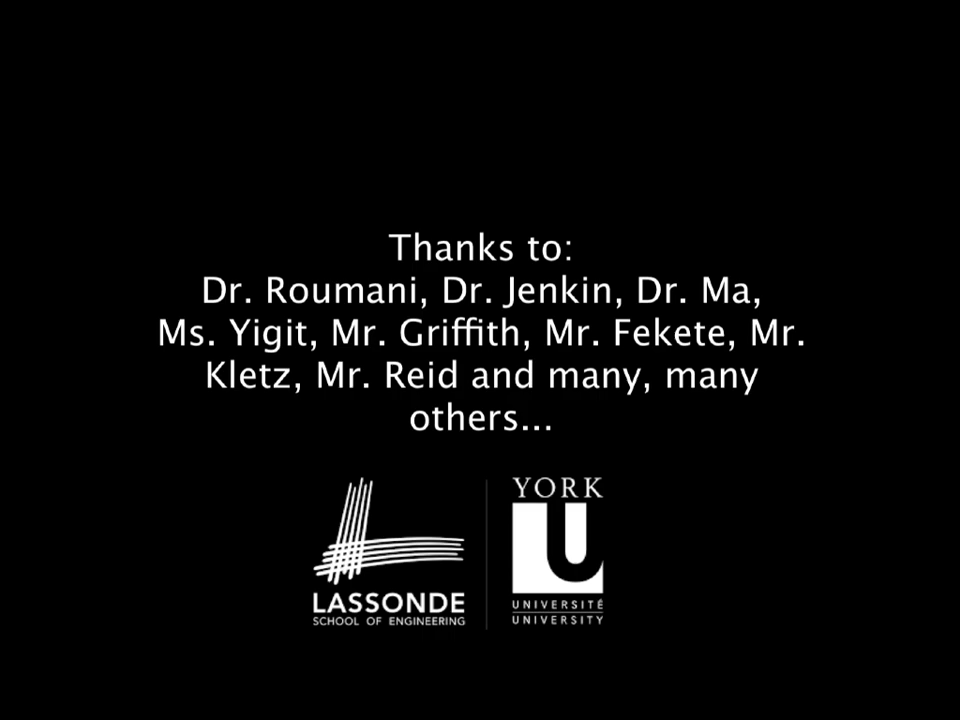 Thanks to:
Dr. Roumani, Dr. Jenkin, Dr. Ma,
Ms. Yigit, Mr. Griffith, Mr. Fekete, Mr.
Kletz, Mr. Reid and many, many
others...
LASSONDE
SCHOOL OF ENGINEERING
YORK
U
UNIVERSITÉ
UNIVERSITY